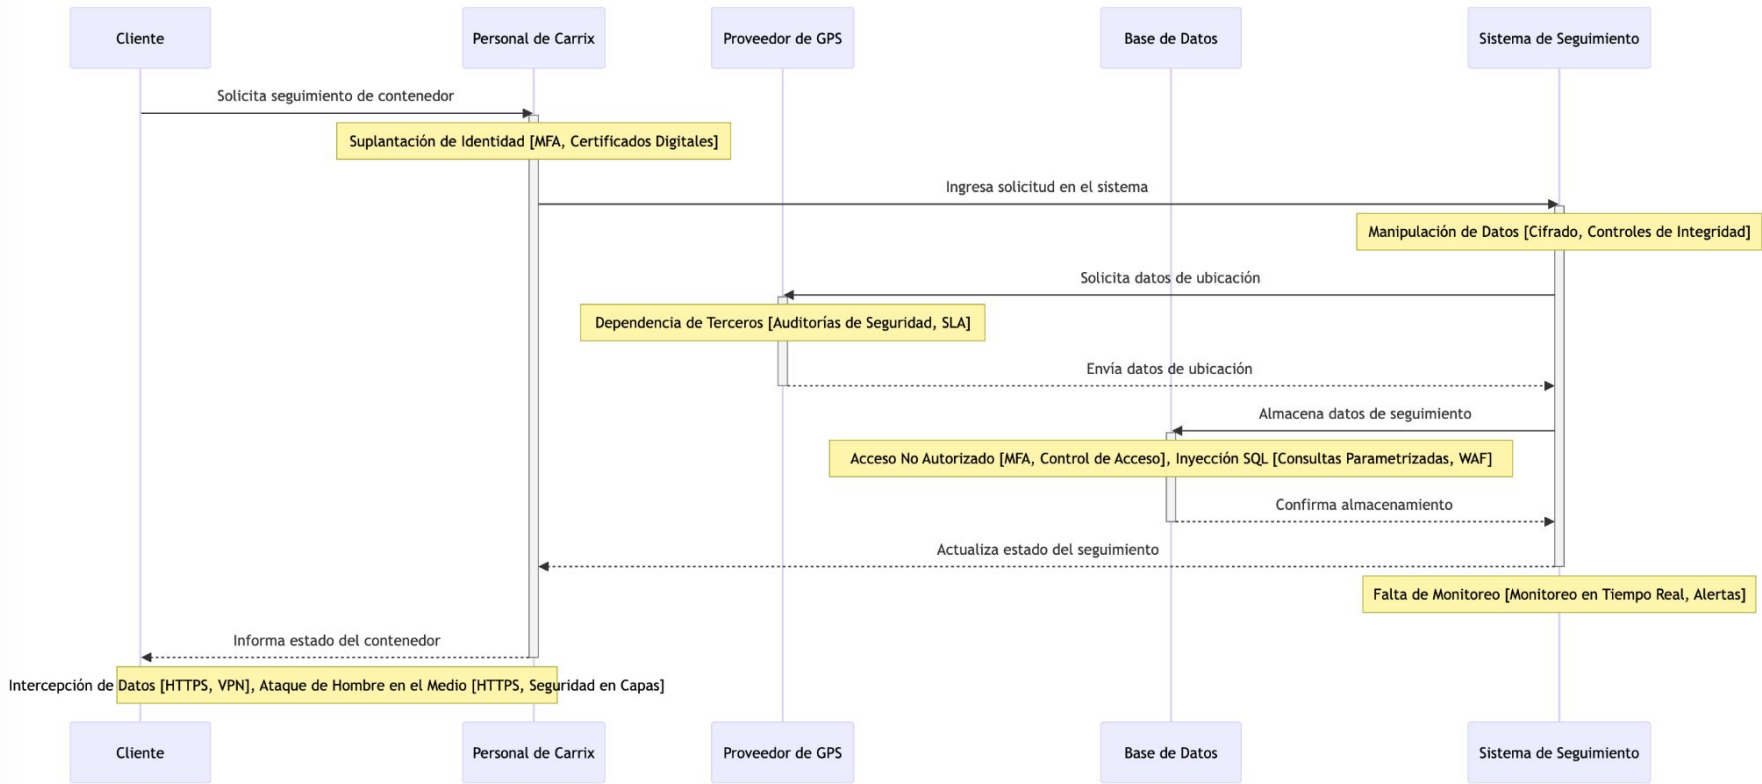 Cliente
Personal de Carrix
Proveedor de GPS
Base de Datos
Sistema de Seguimiento
Solicita seguimiento de contenedor
Suplantación de Identidad [MFA, Certificados Digitales]
Ingresa solicitud en el sistema
Manipulación de Datos [Cifrado, Controles de Integridad]
Solicita datos de ubicación
Dependencia de Terceros [Auditorías de Seguridad, SLA]
Envía datos de ubicación
Almacena datos de seguimiento
Acceso No Autorizado [MFA, Control de Acceso], Inyección SQL [Consultas Parametrizadas, WAF]
Confirma almacenamiento
Actualiza estado del seguimiento
Falta de Monitoreo [Monitoreo en Tiempo Real, Alertas]
Informa estado del contenedor
Intercepción de Datos [HTTPS, VPN], Ataque de Hombre en el Medio [HTTPS, Seguridad en Capas]
Cliente
Personal de Carrix
Proveedor de GPS
Base de Datos
Sistema de Seguimiento